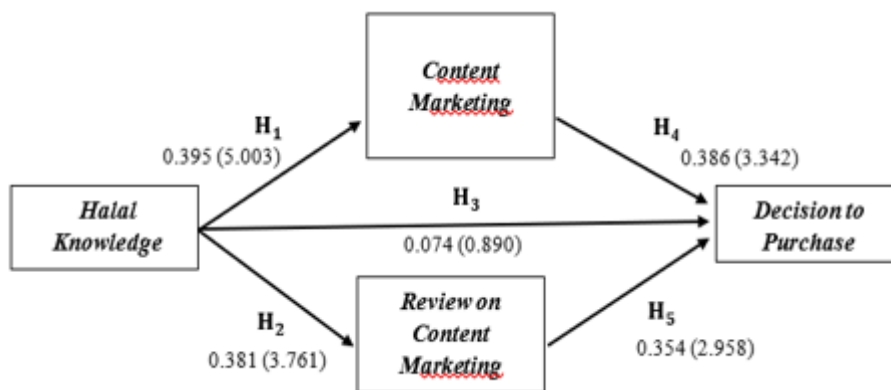 Content
Marketing
H₁
0.395 (5.003)
H₄
0.386 (3.342)
Halal
Knowledge
H₃
0.074 (0.890)
Decision to
Purchase
H₂
0.381 (3.761)
Review on
Content
Marketing
H₅
0.354 (2.958)